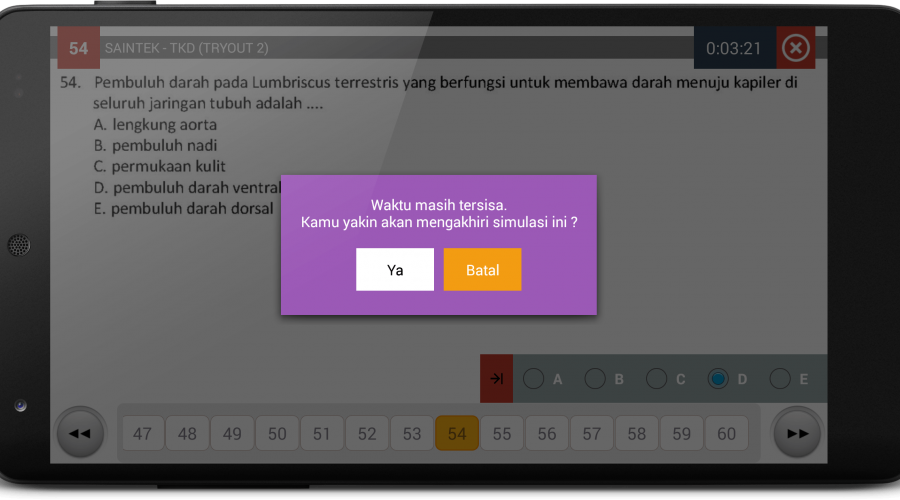 54 SAINTEK - TKD (TRYOUT 2) 0:03:21
54. Pembuluh darah pada Lumbriscus terrestris yang berfungsi untuk membawa darah menuju kapiler di
seluruh jaringan tubuh adalah ....
A. lengkung aorta
B. pembuluh nadi
C. permukaan kulit
D. pembuluh darah ventral
E. pembuluh darah dorsal
Waktu masih tersisa.
Kamu yakin akan mengakhiri simulasi ini ?
Ya Batal
A B C D E
47 48 49 50 51 52 53 54 55 56 57 58 59 60